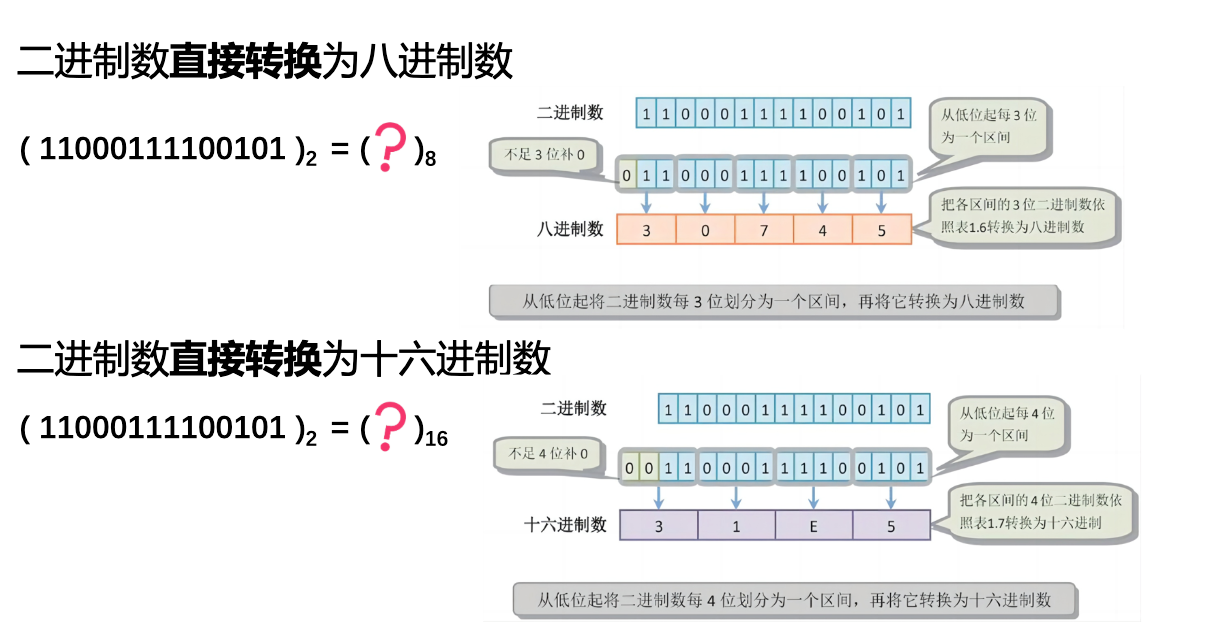 二进制数直接转换为八进制数
( 11000111100101 )₂ = (?)₈
二进制数 1 1 0 0 0 1 1 1 1 0 0 1 0 1
从低位起每 3 位
为一个区间
不足 3 位补 0
0 1 1 0 0 0 1 1 1 1 0 0 1 0 1
把各区间的 3 位二进制数依
照表1.6转换为八进制数
八进制数 3 0 7 4 5
从低位起将二进制数每 3 位划分为一个区间，再将它转换为八进制数
二进制数直接转换为十六进制数
( 11000111100101 )₂ = (?)₁₆
二进制数 1 1 0 0 0 1 1 1 1 0 0 1 0 1
从低位起每 4 位
为一个区间
不足 4 位补 0
0 0 1 1 0 0 0 1 1 1 1 0 0 1 0 1
把各区间的 4 位二进制数依
照表1.7转换为十六进制
十六进制数 3 1 E 5
从低位起将二进制数每 4 位划分为一个区间，再将它转换为十六进制数